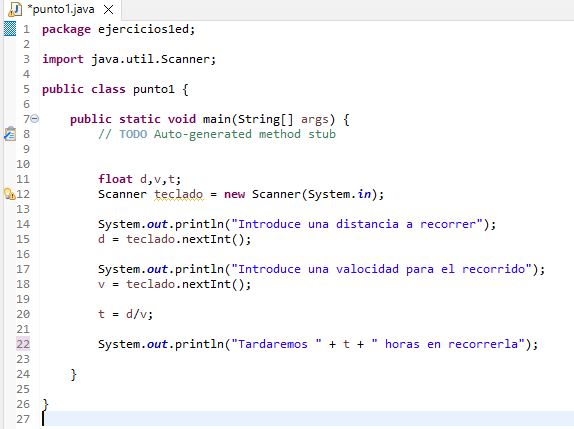 *punto1.java
1 package ejercicios1ed;
2
3 import java.util.Scanner;
4
5 public class punto1 {
6
7 public static void main(String[] args) {
8 // TODO Auto-generated method stub
9
10
11 float d,v,t;
12 Scanner teclado = new Scanner(System.in);
13
14 System.out.println("Introduce una distancia a recorrer");
15 d = teclado.nextInt();
16
17 System.out.println("Introduce una valocidad para el recorrido");
18 v = teclado.nextInt();
19
20 t = d/v;
21
22 System.out.println("Tardaremos " + t + " horas en recorrerla");
23
24 }
25
26 }
27